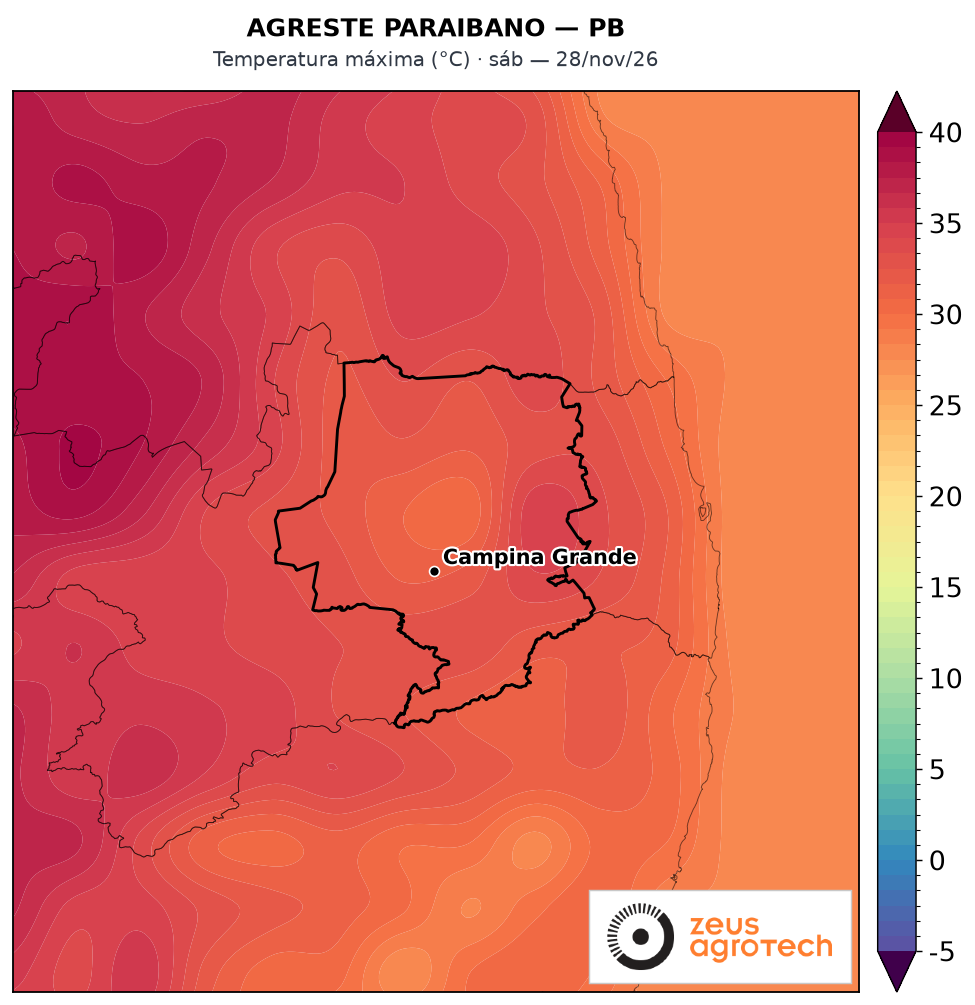 AGRESTE PARAIBANO — PB
Temperatura máxima (°C) · sáb — 28/nov/26
40
35
30
25
20
15
10
5
0
-5
Campina Grande
zeus
agrotech